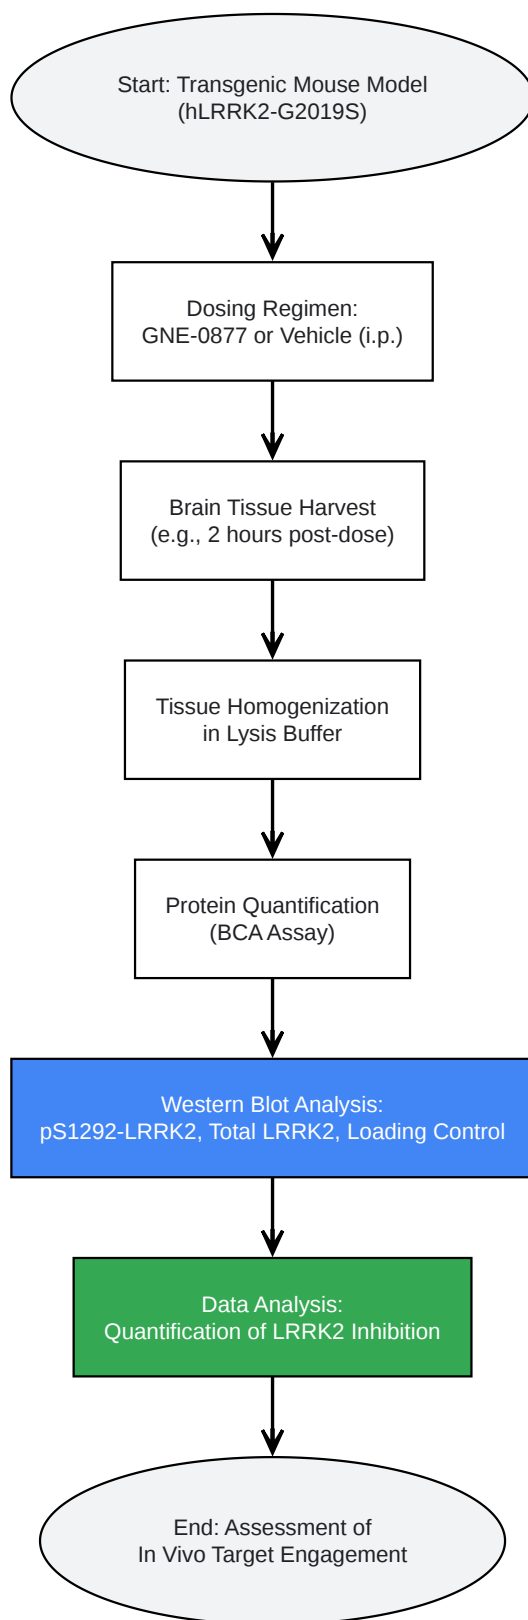 Start: Transgenic Mouse Model
(hLRRK2-G2019S)
Dosing Regimen:
GNE-0877 or Vehicle (i.p.)
Brain Tissue Harvest
(e.g., 2 hours post-dose)
Tissue Homogenization
in Lysis Buffer
Protein Quantification
(BCA Assay)
Western Blot Analysis:
pS1292-LRRK2, Total LRRK2, Loading Control
Data Analysis:
Quantification of LRRK2 Inhibition
End: Assessment of
In Vivo Target Engagement